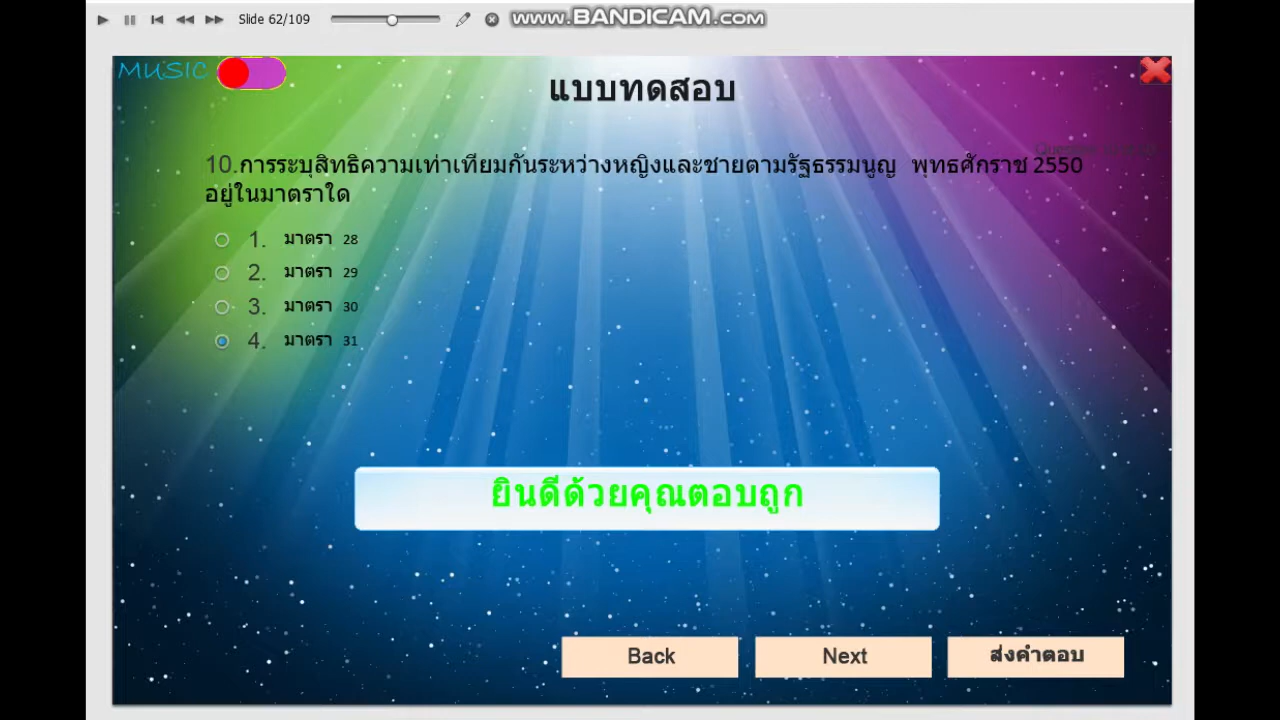 Slide 62/109
www.BANDICAM.com
MUSIC
แบบทดสอบ
10.การระบุสิทธิความเท่าเทียมกันระหว่างหญิงและชายตามรัฐธรรมนูญ พุทธศักราช 2550
อยู่ในมาตราใด
1. มาตรา 28
2. มาตรา 29
3. มาตรา 30
4. มาตรา 31
ยินดีด้วยคุณตอบถูก
Back
Next
ส่งคำตอบ